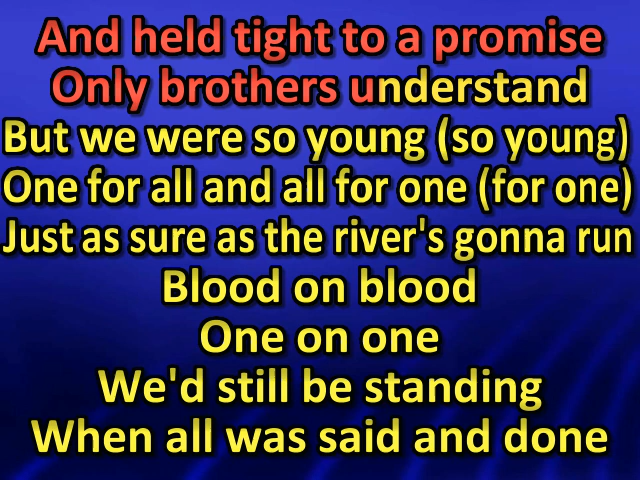 And held tight to a promise
Only brothers understand
But we were so young (so young)
One for all and all for one (for one)
Just as sure as the river's gonna run
Blood on blood
One on one
We'd still be standing
When all was said and done